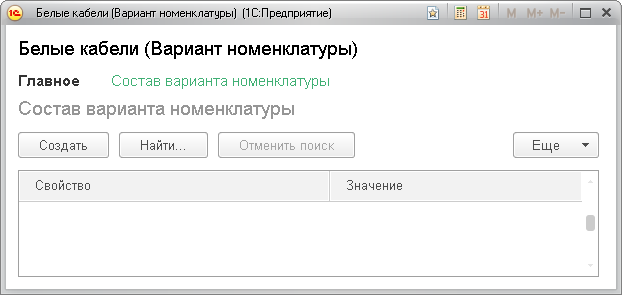 Белые кабели (Вариант номенклатуры) (1С:Предприятие)
M M+ M-
Белые кабели (Вариант номенклатуры)
Главное Состав варианта номенклатуры
Состав варианта номенклатуры
Создать Найти... Отменить поиск Еще
Свойство Значение